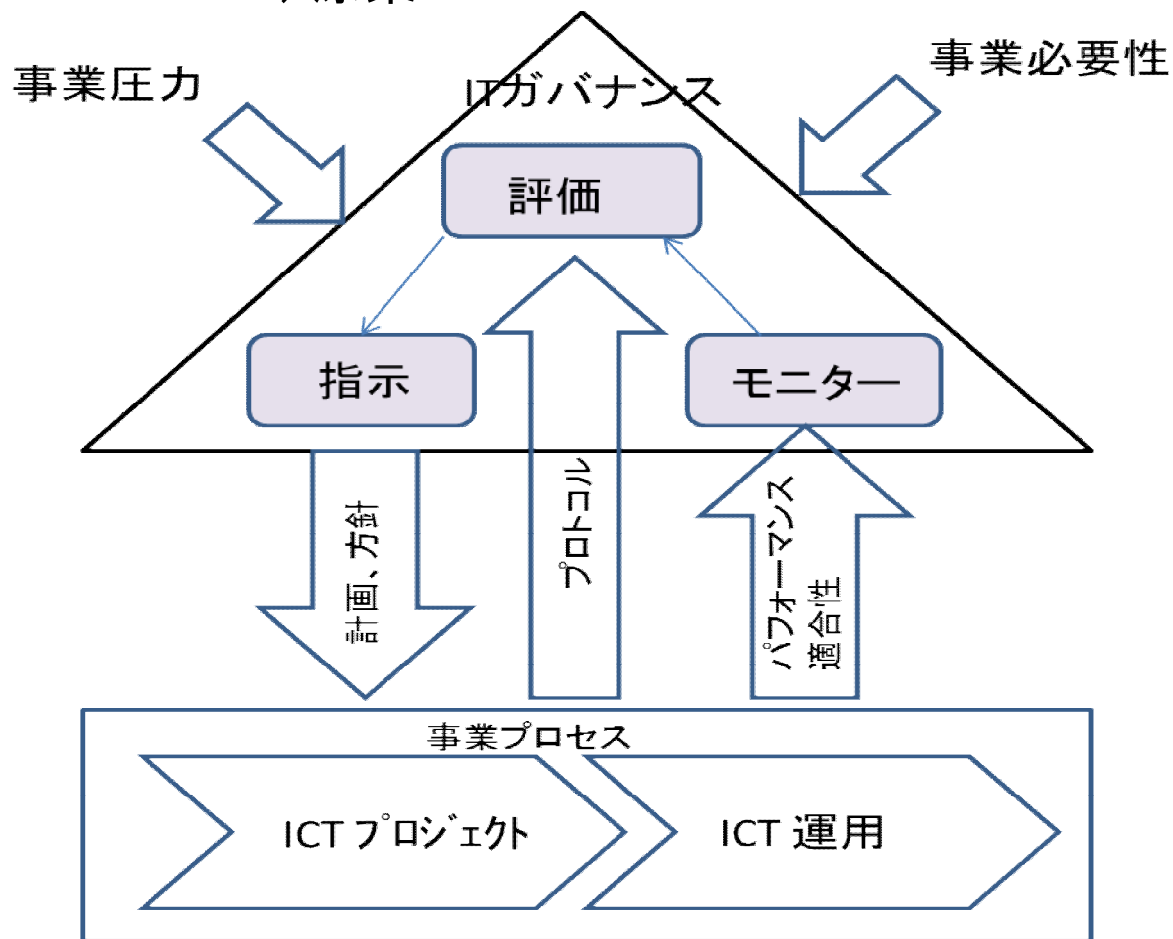 事業圧力
事業必要性
ITガバナンス
評価
指示
モニター
計画、方針
プロトコル
パフォーマンス
適合性
事業プロセス
ICT プロジェクト
ICT 運用